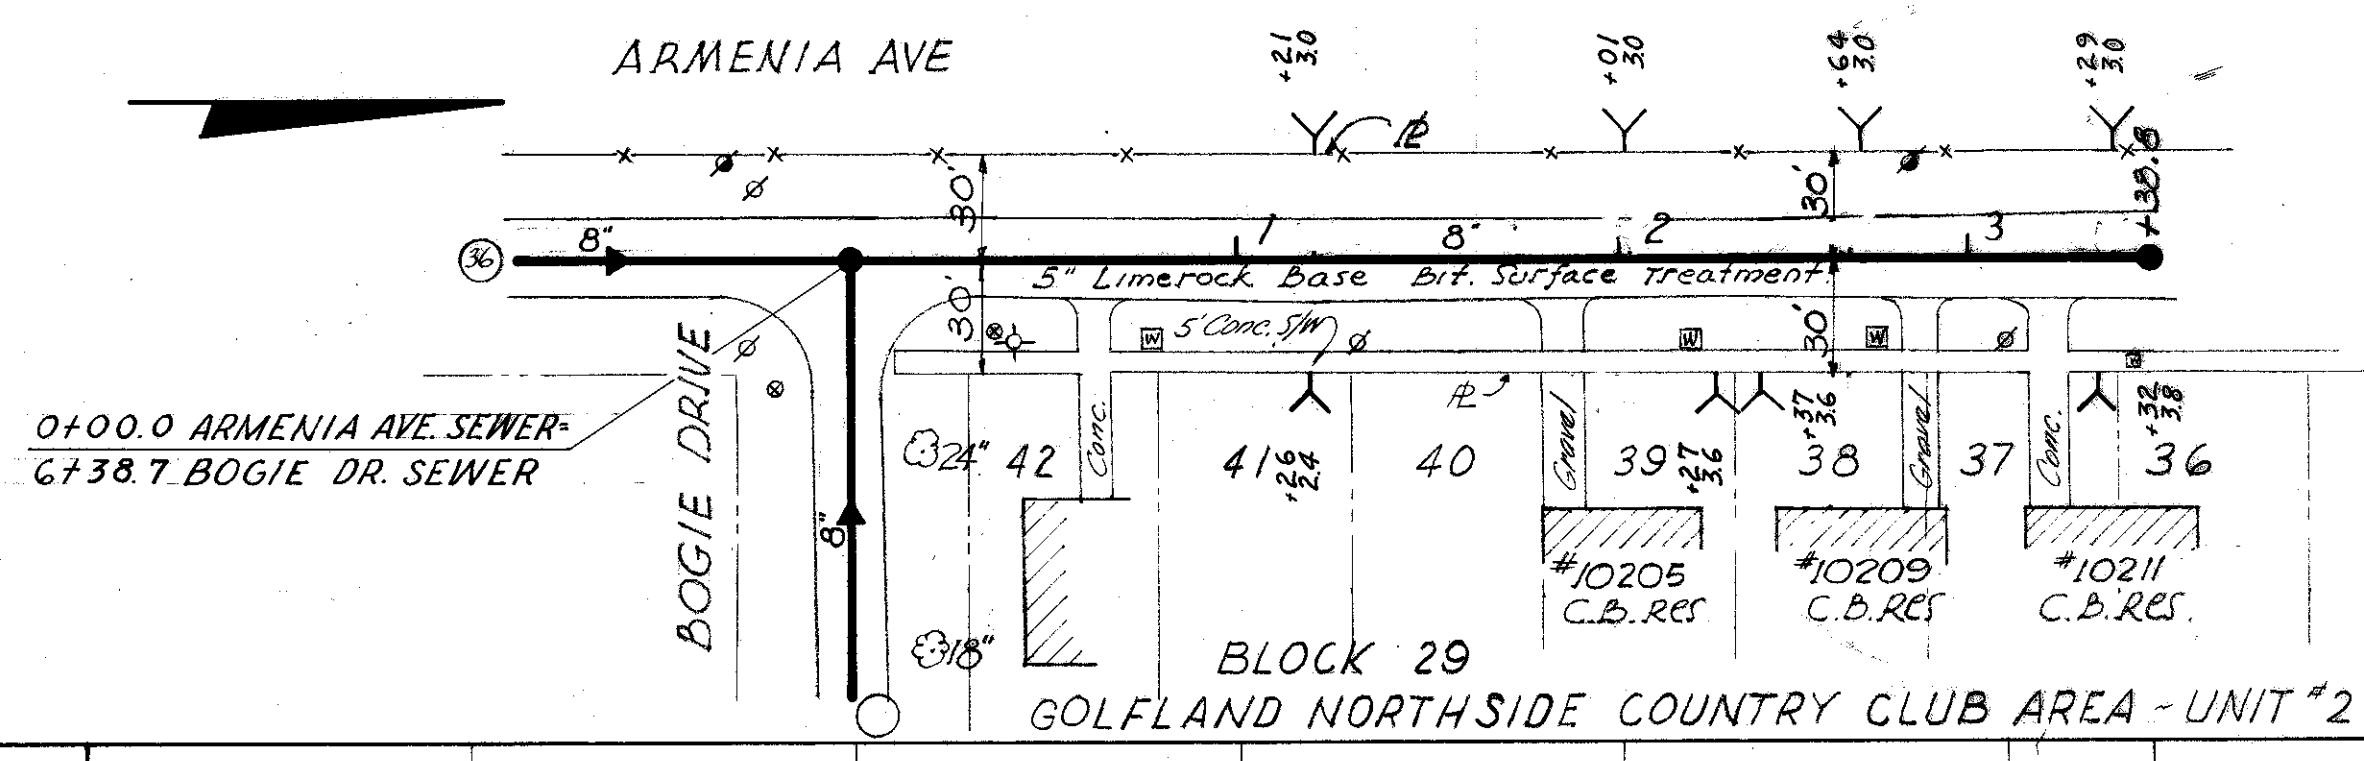 ARMENIA AVE
+21
3.0
+01
3.0
+64
3.0
+29
3.0
PL
30'
30'
+38.8
36
8"
1
8"
2
3
5" Limerock Base Bit. Surface Treatment
30'
5' Conc. S/W
30'
W
W
W
W
BOGIE DRIVE
0+00.0 ARMENIA AVE. SEWER=
6+38.7 BOGIE DR. SEWER
PL
24"
42
Conc.
41
+26
2.4
40
Gravel
39
+27
3.6
+37
3.6
38
Gravel
37
Conc.
+32
3.8
36
8"
#10205
C.B. Res
#10209
C.B. Res
#10211
C.B. Res.
18"
BLOCK 29
GOLFLAND NORTHSIDE COUNTRY CLUB AREA - UNIT #2